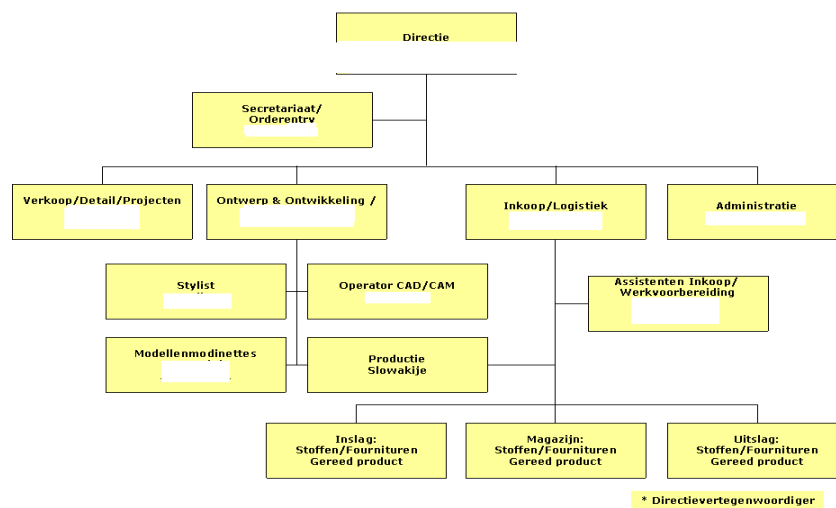 Directie
Secretariaat/
Orderentry
Verkoop/Detail/Projecten
Ontwerp & Ontwikkeling /
Inkoop/Logistiek
Administratie
Stylist
Operator CAD/CAM
Assistenten Inkoop/
Werkvoorbereiding
Modellenmodinettes
Productie
Slowakije
Inslag:
Stoffen/Fournituren
Gereed product
Magazijn:
Stoffen/Fournituren
Gereed product
Uitslag:
Stoffen/Fournituren
Gereed product
* Directievertegenwoordiger